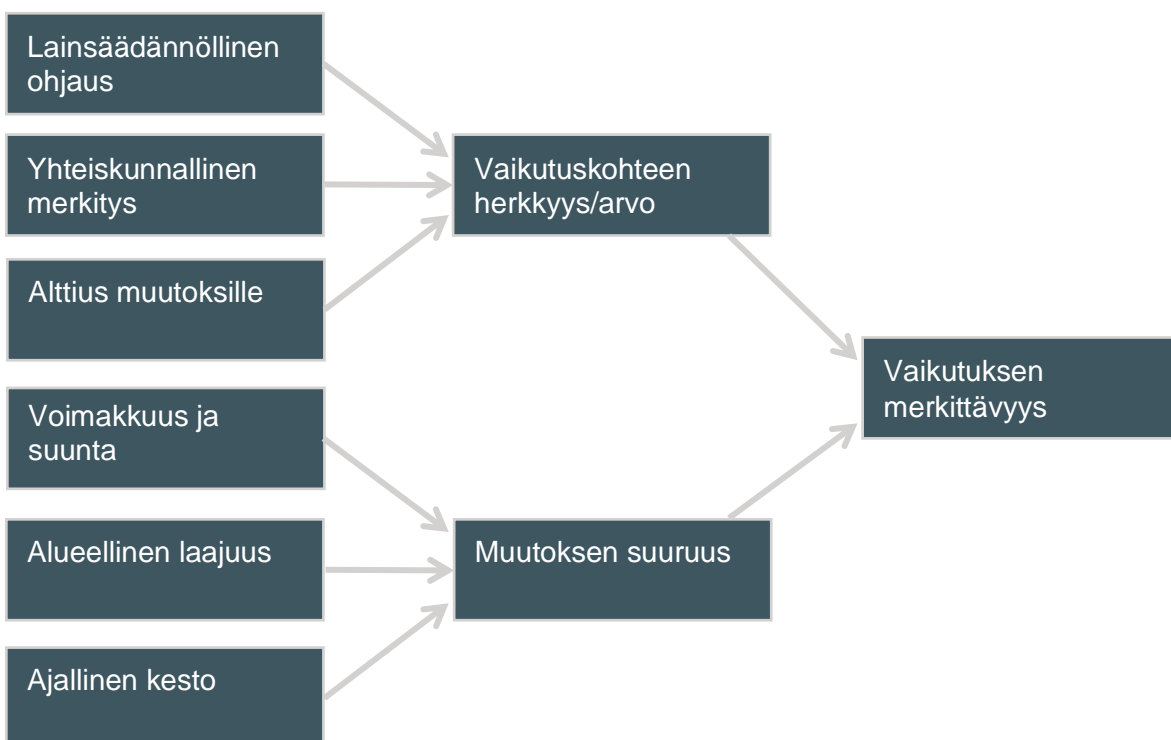 Lainsäädännöllinen
ohjaus
Yhteiskunnallinen
merkitys
Alttius muutoksille
Voimakkuus ja
suunta
Alueellinen laajuus
Ajallinen kesto
Vaikutuskohteen
herkkyys/arvo
Muutoksen suuruus
Vaikutuksen
merkittävyys